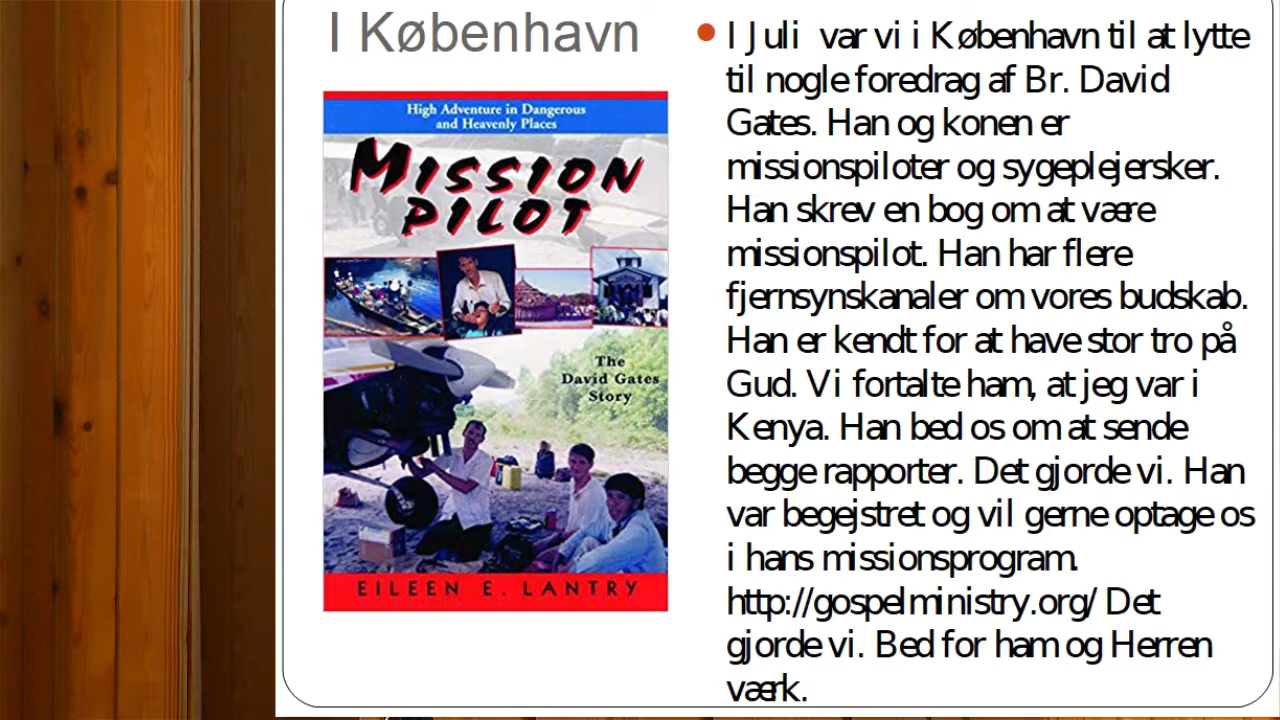 I København
High Adventure in Dangerous
and Heavenly Places
MISSION
PILOT
The
David Gates
Story
EILEEN E. LANTRY
I Juli var vi i København til at lytte
til nogle foredrag af Br. David
Gates. Han og konen er
missionspiloter og sygeplejersker.
Han skrev en bog om at være
missionspilot. Han har flere
fjernsynskanaler om vores budskab.
Han er kendt for at have stor tro på
Gud. Vi fortalte ham, at jeg var i
Kenya. Han bed os om at sende
begge rapporter. Det gjorde vi. Han
var begejstret og vil gerne optage os
i hans missionsprogram.
http://gospelministry.org/ Det
gjorde vi. Bed for ham og Herren
værk.